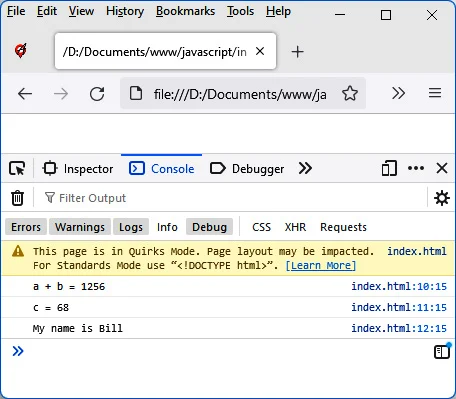 File Edit View History Bookmarks Tools Help
/D:/Documents/www/javascript/in
file:///D:/Documents/www/ja
Inspector Console Debugger
Filter Output
Errors Warnings Logs Info Debug CSS XHR Requests
This page is in Quirks Mode. Page layout may be impacted. index.html
For Standards Mode use “<!DOCTYPE html>”. [Learn More]
a + b = 1256 index.html:10:15
c = 68 index.html:11:15
My name is Bill index.html:12:15